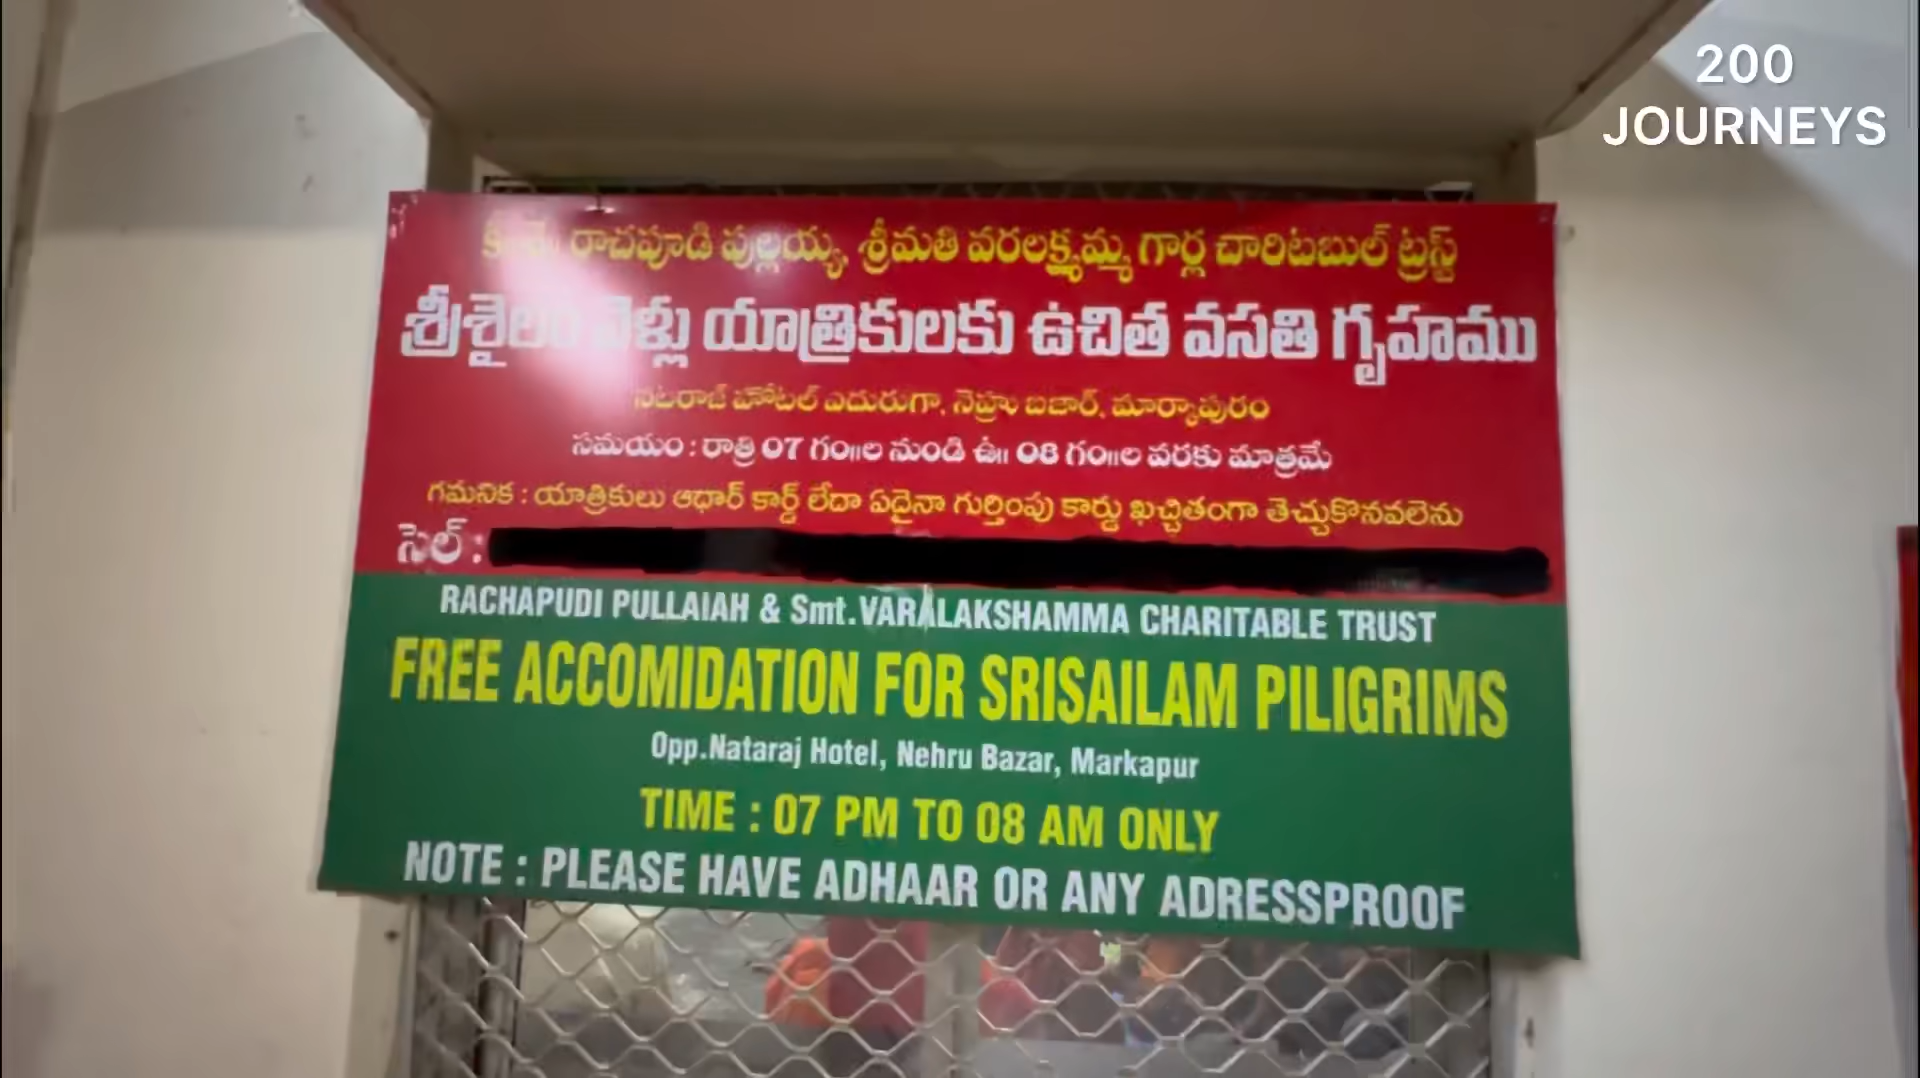 200
JOURNEYS
రాచపూడి పుల్లయ్య, శ్రీమతి వరలక్ష్మమ్మ గార్ల చారిటబుల్ ట్రస్ట్
శ్రీశైలం వెళ్లు యాత్రికులకు ఉచిత వసతి గృహము
నటరాజ్ హోటల్ ఎదురుగా, నెహ్రు బజార్, మార్కాపురం
సమయం : రాత్రి 07 గం॥ల నుండి ఉ॥ 08 గం॥ల వరకు మాత్రమే
గమనిక : యాత్రికులు ఆధార్ కార్డ్ లేదా ఏదైనా గుర్తింపు కార్డు ఖచ్చితంగా తెచ్చుకొనవలెను
సెల్ :
RACHAPUDI PULLAIAH & Smt.VARALAKSHAMMA CHARITABLE TRUST
FREE ACCOMIDATION FOR SRISAILAM PILIGRIMS
Opp.Nataraj Hotel, Nehru Bazar, Markapur
TIME : 07 PM TO 08 AM ONLY
NOTE : PLEASE HAVE ADHAAR OR ANY ADRESSPROOF